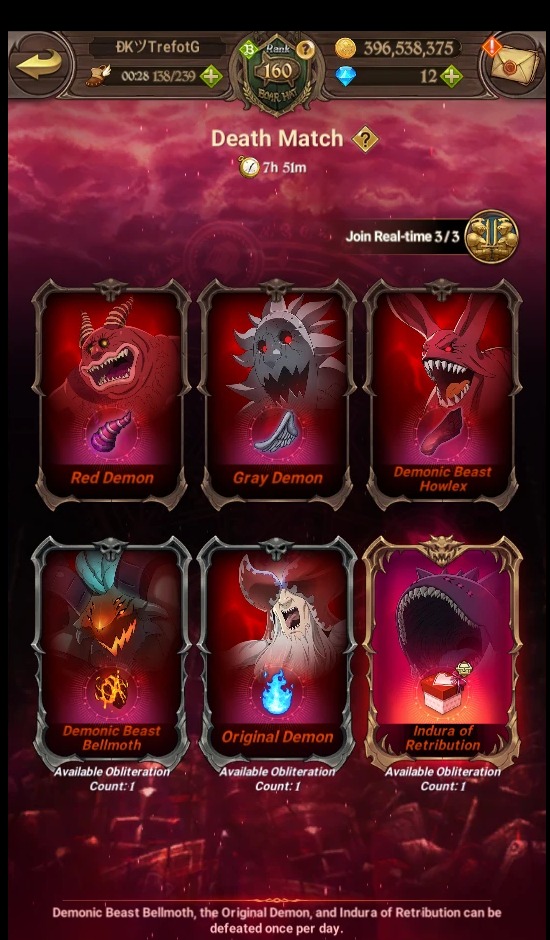 ĐKツTrefotG
Rank
?
396,538,375
00:28 138/239
160
12
BOAR HAT
Death Match ?
7h 51m
Join Real-time 3/3
Red Demon
Gray Demon
Demonic Beast
Howlex
Demonic Beast
Bellmoth
Original Demon
Indura of
Retribution
Available Obliteration
Count: 1
Available Obliteration
Count: 1
Available Obliteration
Count: 1
Demonic Beast Bellmoth, the Original Demon, and Indura of Retribution can be
defeated once per day.